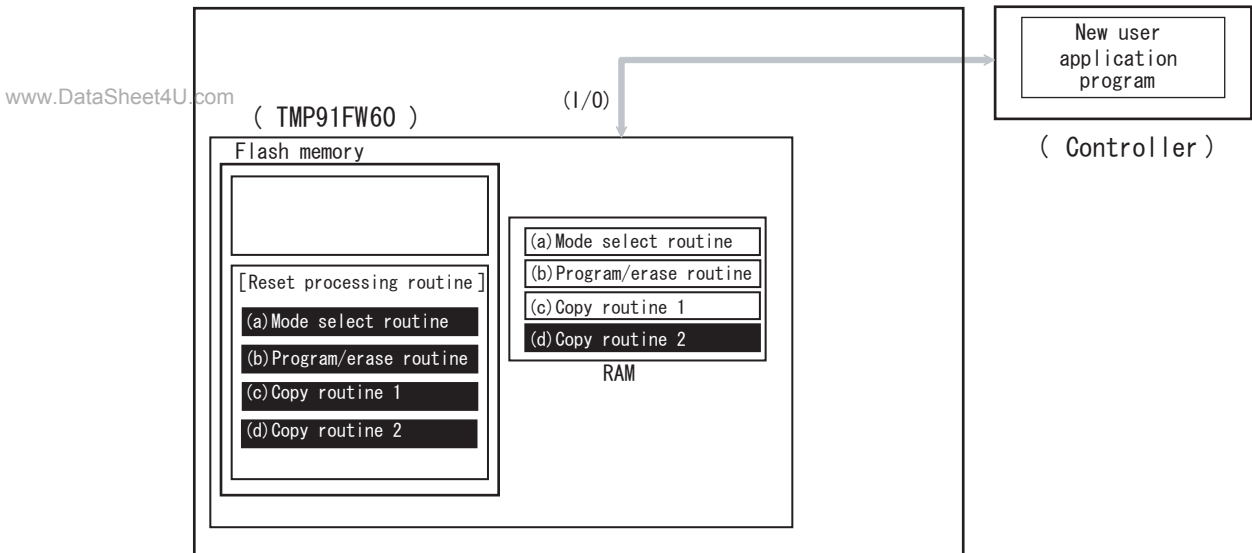 New user
application
program
( Controller )
www.DataSheet4U.com
( TMP91FW60 )
(I/O)
Flash memory
[Reset processing routine]
(a)Mode select routine
(b)Program/erase routine
(c)Copy routine 1
(d)Copy routine 2
(a)Mode select routine
(b)Program/erase routine
(c)Copy routine 1
(d)Copy routine 2
RAM